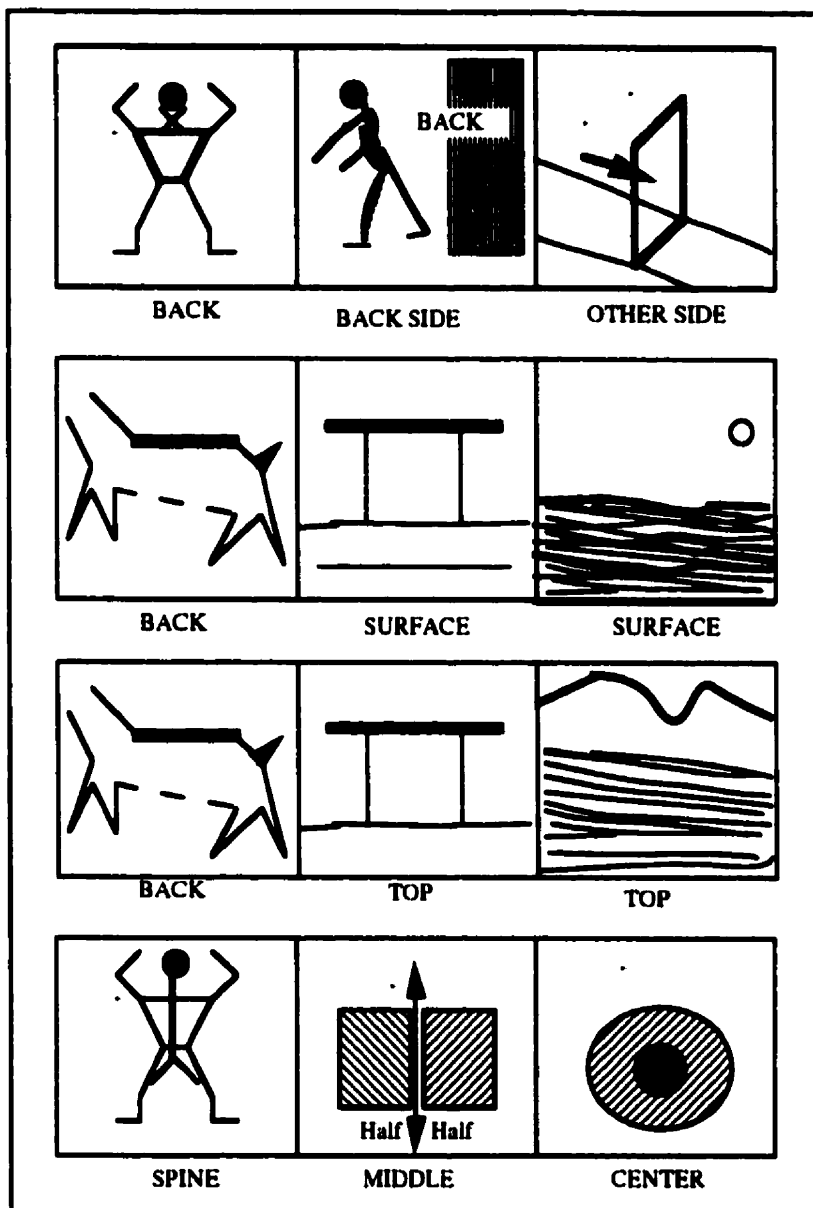 BACK
BACK
BACK SIDE
OTHER SIDE
BACK
SURFACE
SURFACE
BACK
TOP
TOP
Half Half
SPINE
MIDDLE
CENTER